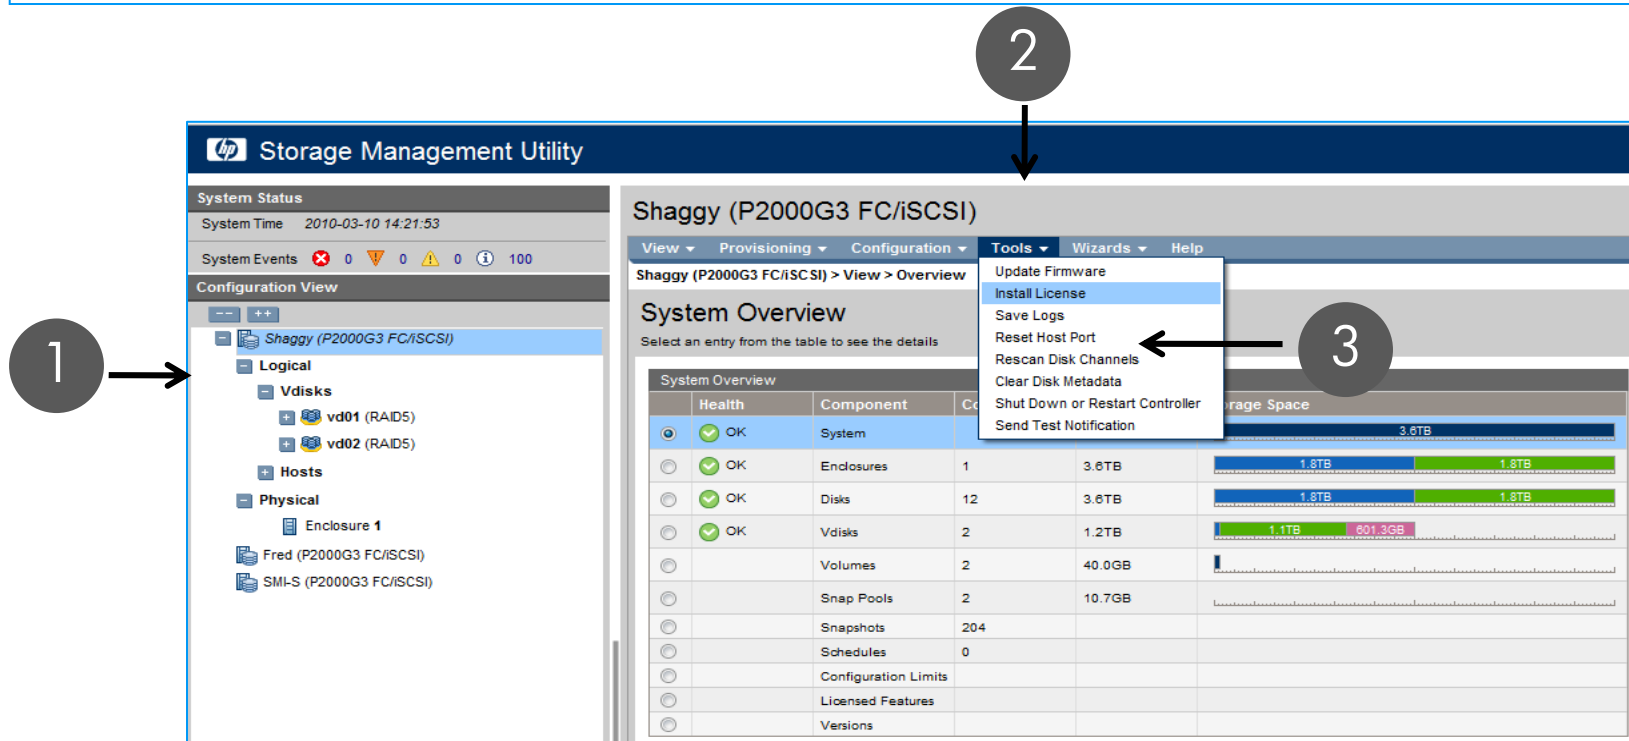 2
hp Storage Management Utility
System Status
System Time 2010-03-10 14:21:53
System Events 0 0 0 100
Configuration View
-- ++
Shaggy (P2000G3 FC/iSCSI)
Logical
Vdisks
vd01 (RAID5)
vd02 (RAID5)
Hosts
Physical
Enclosure 1
Fred (P2000G3 FC/iSCSI)
SMI-S (P2000G3 FC/iSCSI)
1
Shaggy (P2000G3 FC/iSCSI)
View Provisioning Configuration Tools Wizards Help
Shaggy (P2000G3 FC/iSCSI) > View > Overview
Update Firmware
Install License
Save Logs
Reset Host Port
Rescan Disk Channels
Clear Disk Metadata
Shut Down or Restart Controller
Send Test Notification
3
System Overview
Select an entry from the table to see the details
System Overview
Health Component Co rage Space
OK System 3.6TB
OK Enclosures 1 3.6TB 1.8TB 1.8TB
OK Disks 12 3.6TB 1.8TB 1.8TB
OK Vdisks 2 1.2TB 1.1TB 601.3GB
Volumes 2 40.0GB
Snap Pools 2 10.7GB
Snapshots 204
Schedules 0
Configuration Limits
Licensed Features
Versions